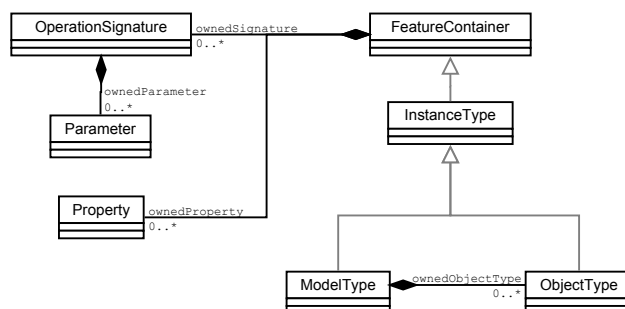 OperationSignature
ownedSignature
0..*
FeatureContainer
ownedParameter
0..*
Parameter
InstanceType
Property
ownedProperty
0..*
ModelType
ownedObjectType
0..*
ObjectType